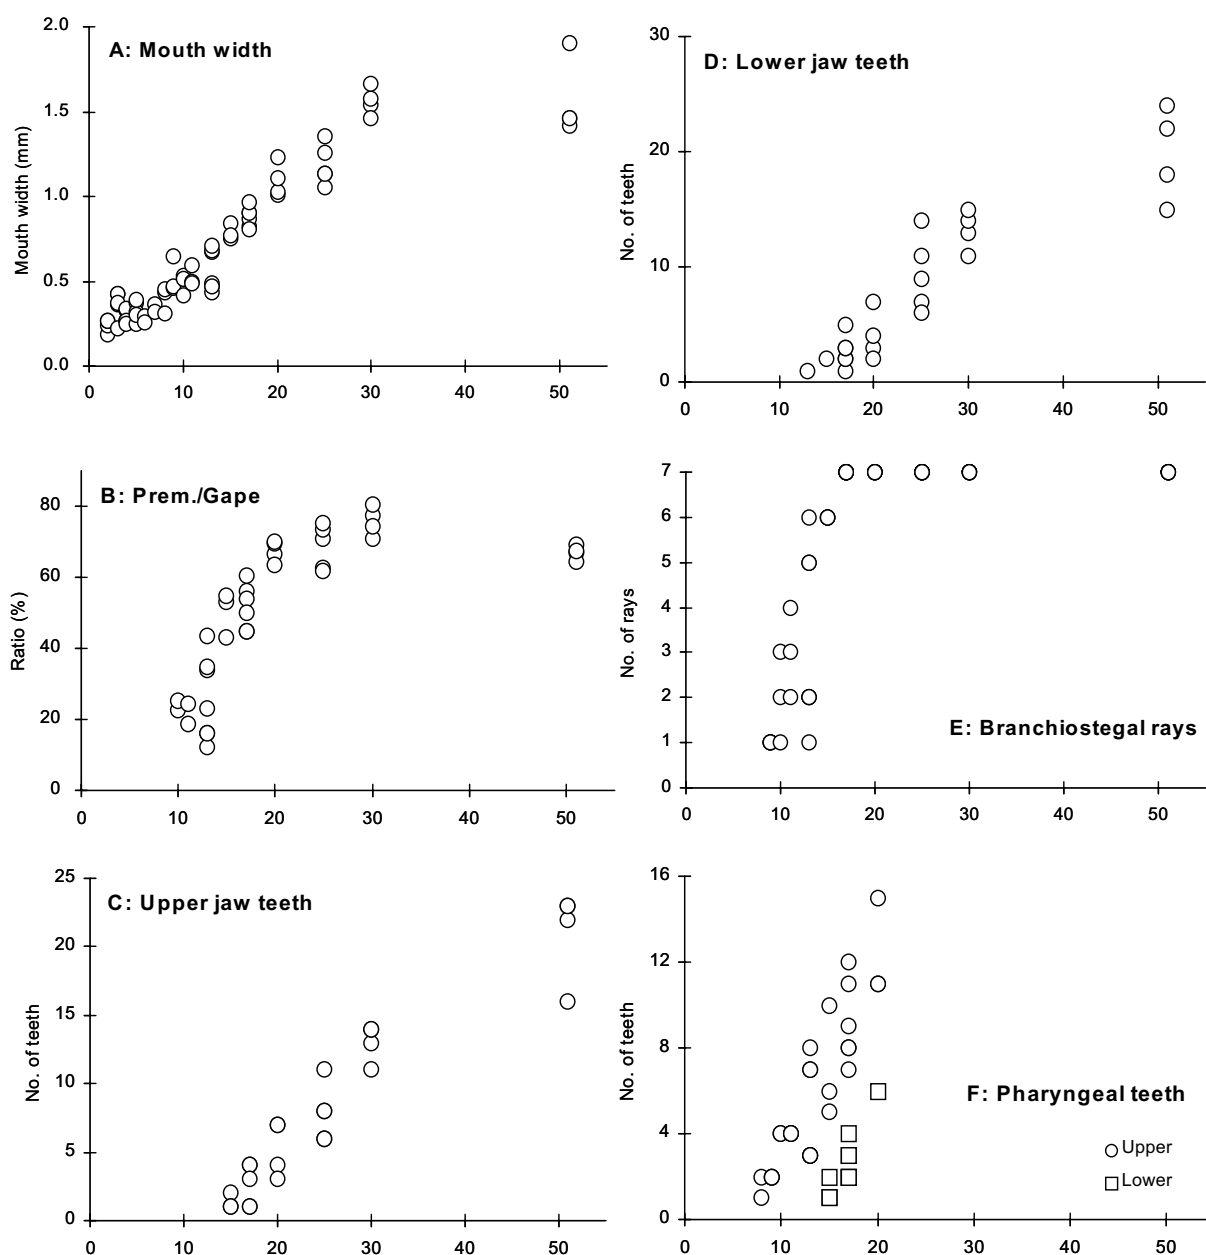 A: Mouth width
Mouth width (mm)
2.0
1.5
1.0
0.5
0.0
0 10 20 30 40 50
D: Lower jaw teeth
No. of teeth
30
20
10
0
0 10 20 30 40 50
B: Prem./Gape
Ratio (%)
80
60
40
20
0
0 10 20 30 40 50
E: Branchiostegal rays
No. of rays
7
6
5
4
3
2
1
0
0 10 20 30 40 50
C: Upper jaw teeth
No. of teeth
25
20
15
10
5
0
0 10 20 30 40 50
F: Pharyngeal teeth
No. of teeth
16
12
8
4
0
Upper
Lower
0 10 20 30 40 50